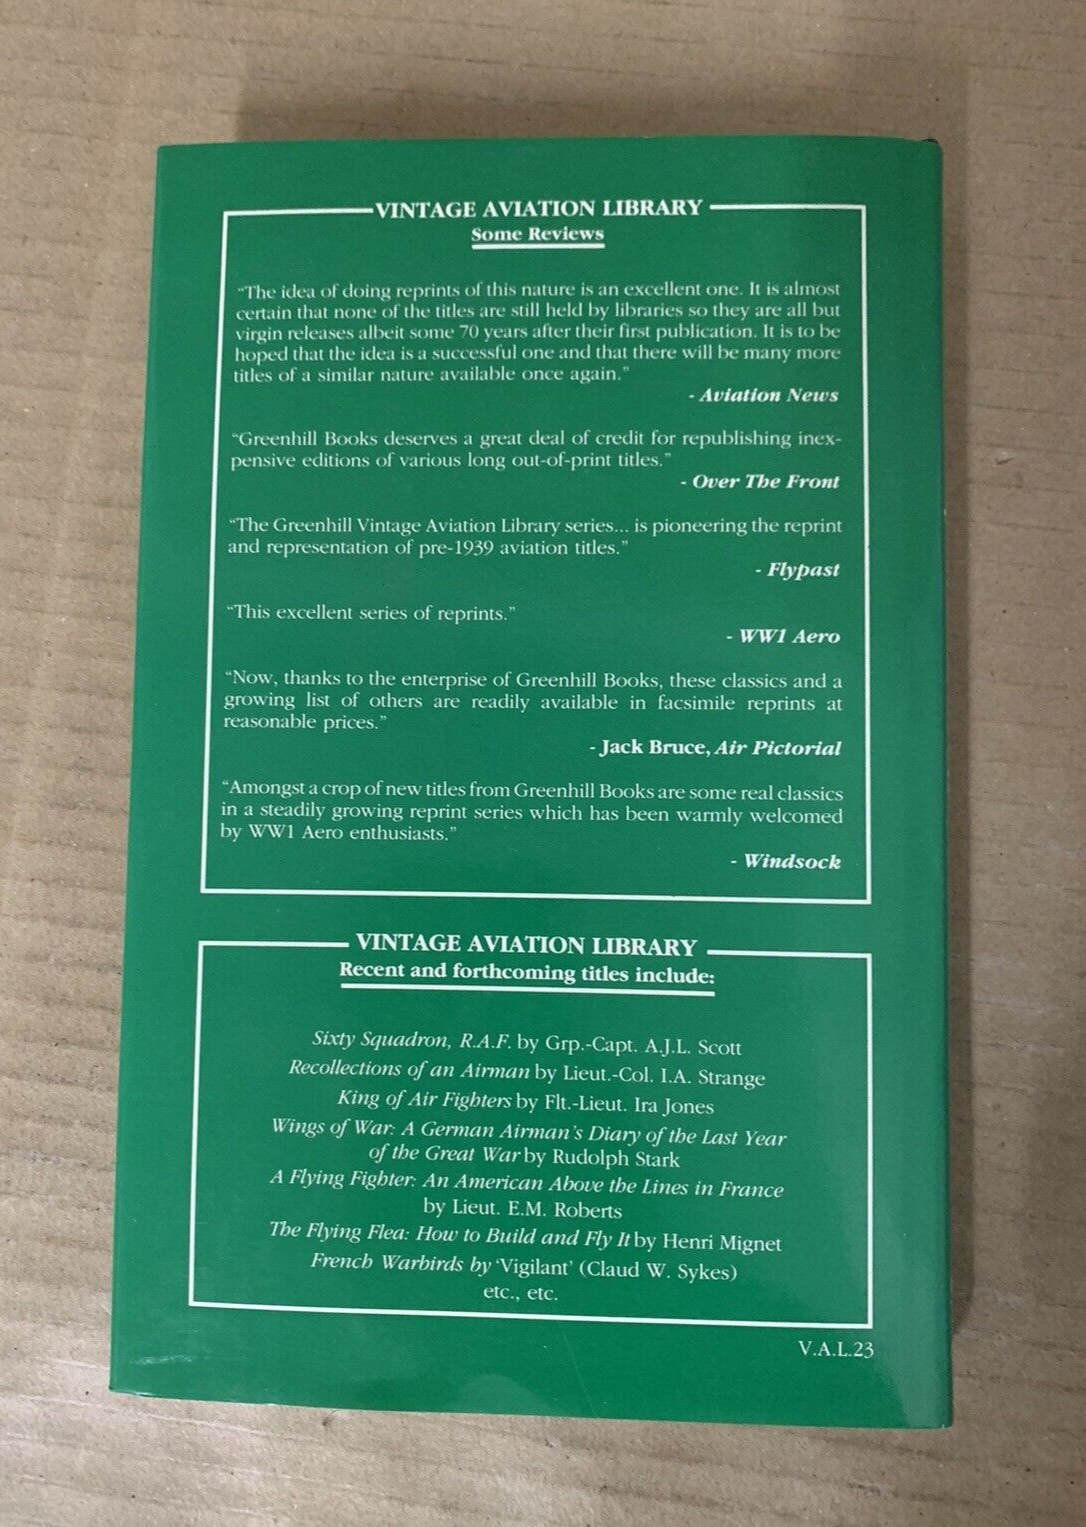 VINTAGE AVIATION LIBRARY
Some Reviews
“The idea of doing reprints of this nature is an excellent one. It is almost
certain that none of the titles are still held by libraries so they are all but
virgin releases albeit some 70 years after their first publication. It is to be
hoped that the idea is a successful one and that there will be many more
titles of a similar nature available once again.”
- Aviation News
“Greenhill Books deserves a great deal of credit for republishing inex-
pensive editions of various long out-of-print titles.”
- Over The Front
“The Greenhill Vintage Aviation Library series... is pioneering the reprint
and representation of pre-1939 aviation titles.”
- Flypast
“This excellent series of reprints.”
- WW1 Aero
“Now, thanks to the enterprise of Greenhill Books, these classics and a
growing list of others are readily available in facsimile reprints at
reasonable prices.”
- Jack Bruce, Air Pictorial
“Amongst a crop of new titles from Greenhill Books are some real classics
in a steadily growing reprint series which has been warmly welcomed
by WW1 Aero enthusiasts.”
- Windsock
VINTAGE AVIATION LIBRARY
Recent and forthcoming titles include:
Sixty Squadron, R.A.F. by Grp.-Capt. A.J.L. Scott
Recollections of an Airman by Lieut.-Col. I.A. Strange
King of Air Fighters by Flt.-Lieut. Ira Jones
Wings of War: A German Airman's Diary of the Last Year
of the Great War by Rudolph Stark
A Flying Fighter: An American Above the Lines in France
by Lieut. E.M. Roberts
The Flying Flea: How to Build and Fly It by Henri Mignet
French Warbirds by ‘Vigilant’ (Claud W. Sykes)
etc., etc.
V.A.L.23